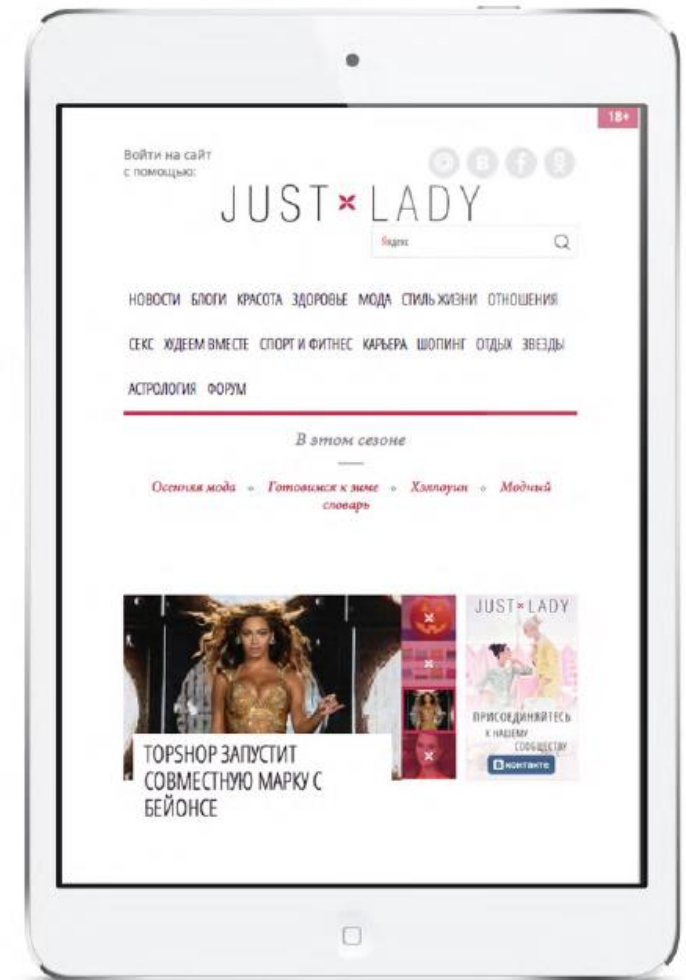 18+
Войти на сайт
с помощью:
JUST LADY
Яндекс
НОВОСТИ БЛОГИ КРАСОТА ЗДОРОВЬЕ МОДА СТИЛЬ ЖИЗНИ ОТНОШЕНИЯ
СЕКС ХУДЕЕМ ВМЕСТЕ СПОРТ И ФИТНЕС КАРЬЕРА ШОПИНГ ОТДЫХ ЗВЕЗДЫ
АСТРОЛОГИЯ ФОРУМ
В этом сезоне
Осенняя мода Готовимся к зиме Хэллоуин Модный
словарь
JUST LADY
ПРИСОЕДИНЯЙТЕСЬ
К НАШЕМУ
СООБЩЕСТВУ
В контакте
TOPSHOP ЗАПУСТИТ
СОВМЕСТНУЮ МАРКУ С
БЕЙОНСЕ